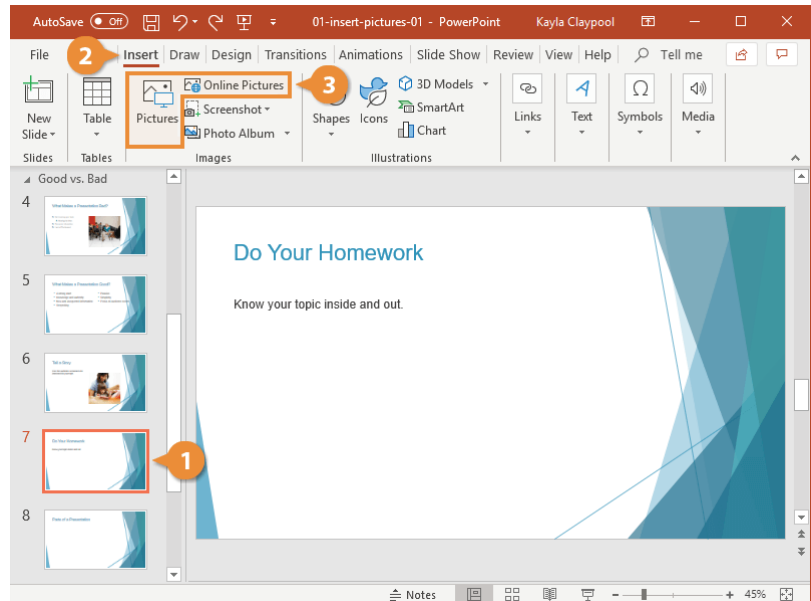 AutoSave Off 01-insert-pictures-01 - PowerPoint Kayla Claypool
File 2 Insert Draw Design Transitions Animations Slide Show Review View Help Tell me
Online Pictures 3 3D Models
Screenshot SmartArt
New Table Pictures Photo Album Shapes Icons Chart Links Text Symbols Media
Slide
Slides Tables Images Illustrations
Good vs. Bad
4
What Makes a Presentation Bad?
5
What Makes a Presentation Good?
6
Tell a Story
7
Do Your Homework
1
8
Do Your Homework
Know your topic inside and out.
Notes 45%